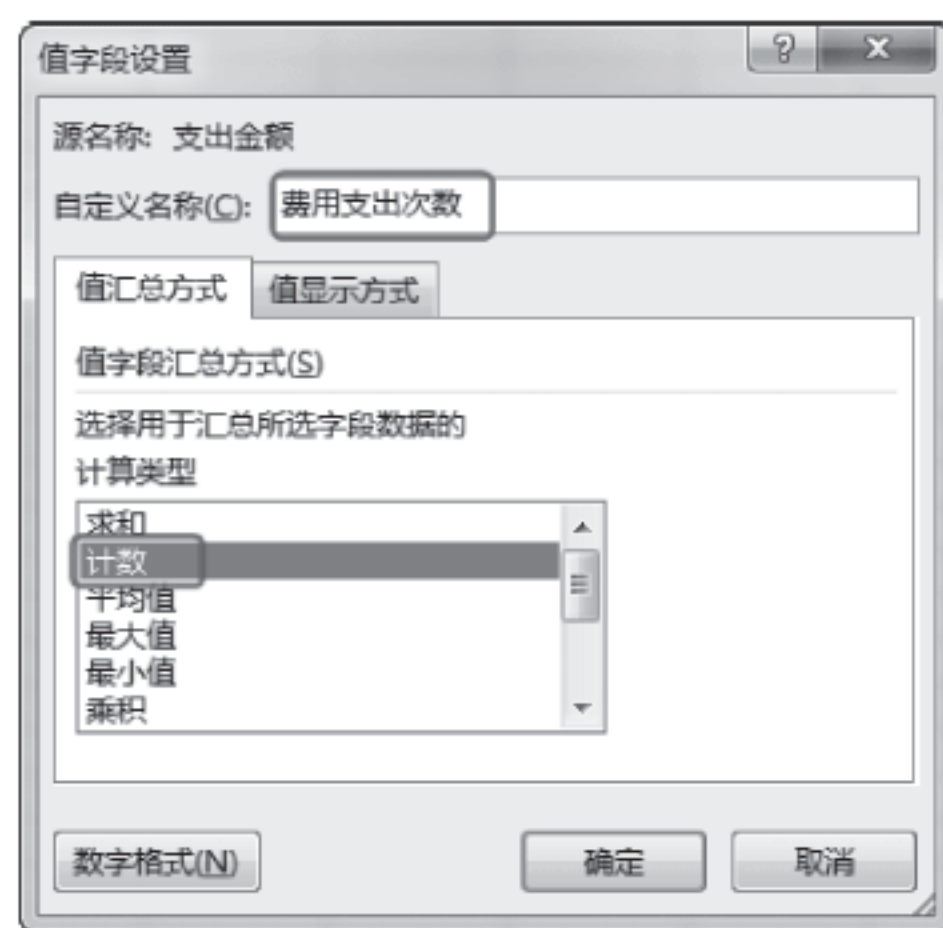 值字段设置
源名称: 支出金额
自定义名称(C): 费用支出次数
值汇总方式 值显示方式
值字段汇总方式(S)
选择用于汇总所选字段数据的
计算类型
求和
计数
平均值
最大值
最小值
乘积
数字格式(N) 确定 取消